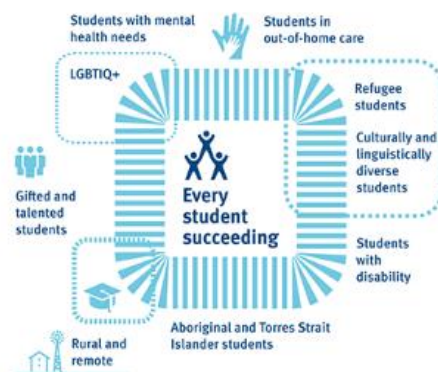 Students with mental
health needs
Students in
out-of-home care
LGBTIQ+
Refugee
students
Culturally and
linguistically
diverse
students
Every
student
succeeding
Gifted and
talented
students
Students
with
disability
Aboriginal and Torres Strait
Islander students
Rural and
remote